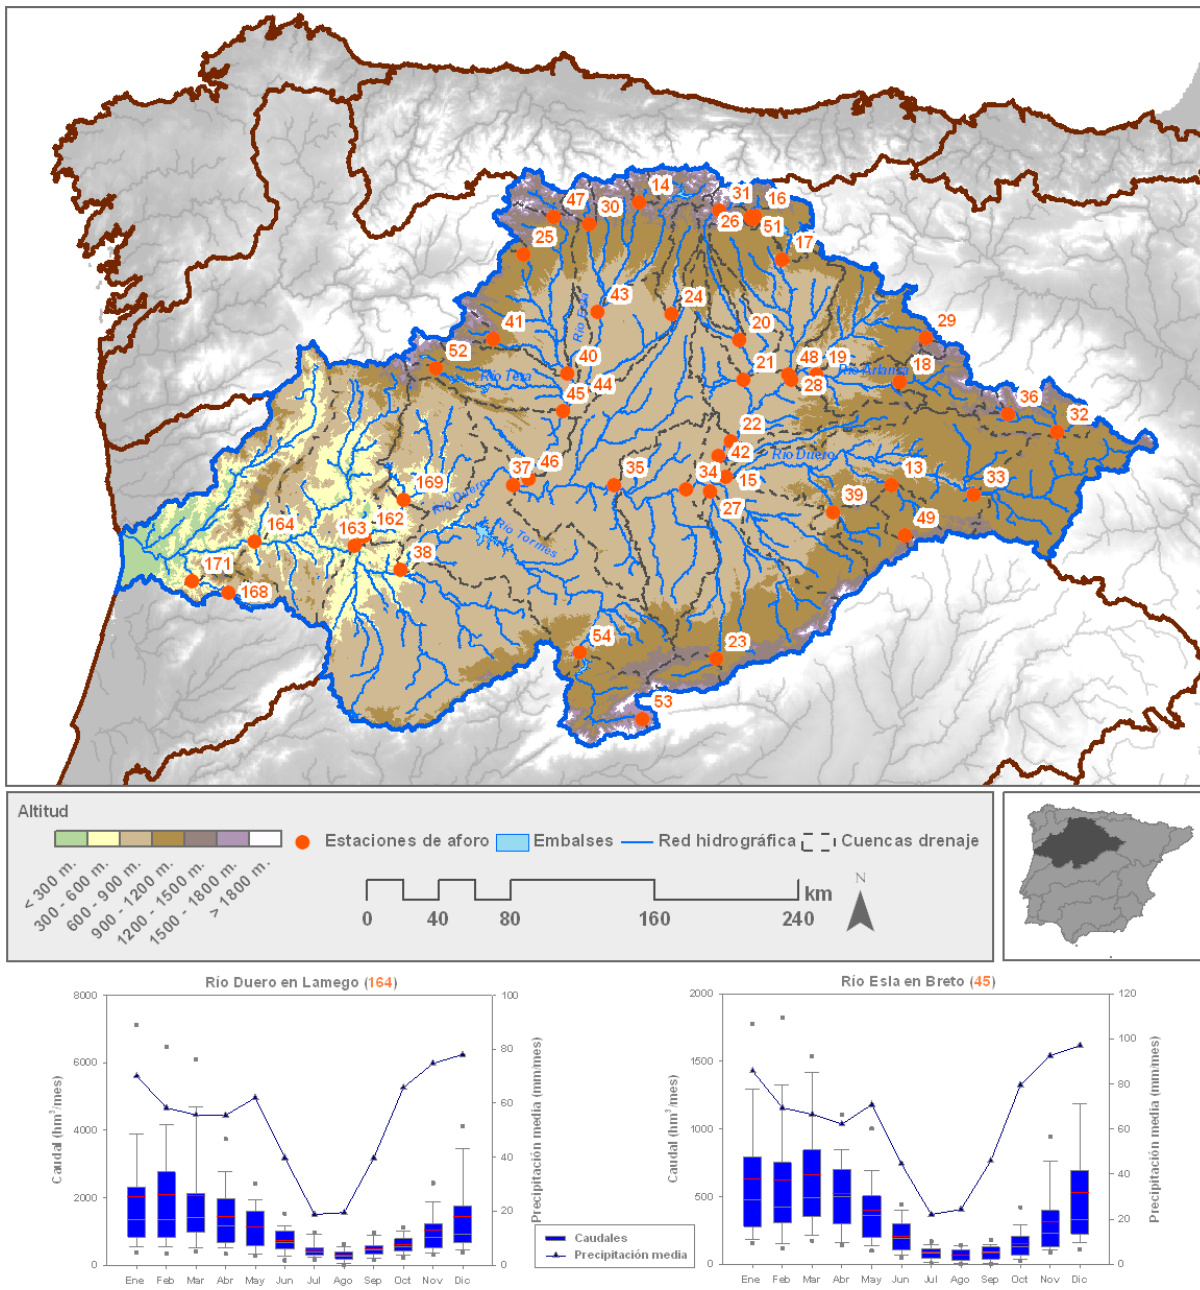 14
31
16
47
30
26
51
25
17
43
24
41
20
29
52
40
21
48
19
18
44
28
45
36
32
22
42
37
46
35
34
15
13
33
39
27
169
162
49
164
163
38
171
168
54
23
53
Río Esla
Río Tera
Río Arlanza
Río Duero
Río Duero
Río Tormes
Altitud
< 300 m.
300 - 600 m.
600 - 900 m.
900 - 1200 m.
1200 - 1500 m.
1500 - 1800 m.
> 1800 m.
Estaciones de aforo
Embalses
Red hidrográfica
Cuencas drenaje
0 40 80 160 240 km
N
Río Duero en Lamego (164)
Caudal (hm³/mes)
8000
6000
4000
2000
0
Precipitación media (mm/mes)
100
80
60
40
20
0
Ene Feb Mar Abr May Jun Jul Ago Sep Oct Nov Dic
Caudales
Precipitación media
Río Esla en Breto (45)
Caudal (hm³/mes)
2000
1500
1000
500
0
Precipitación media (mm/mes)
120
100
80
60
40
20
0
Ene Feb Mar Abr May Jun Jul Ago Sep Oct Nov Dic